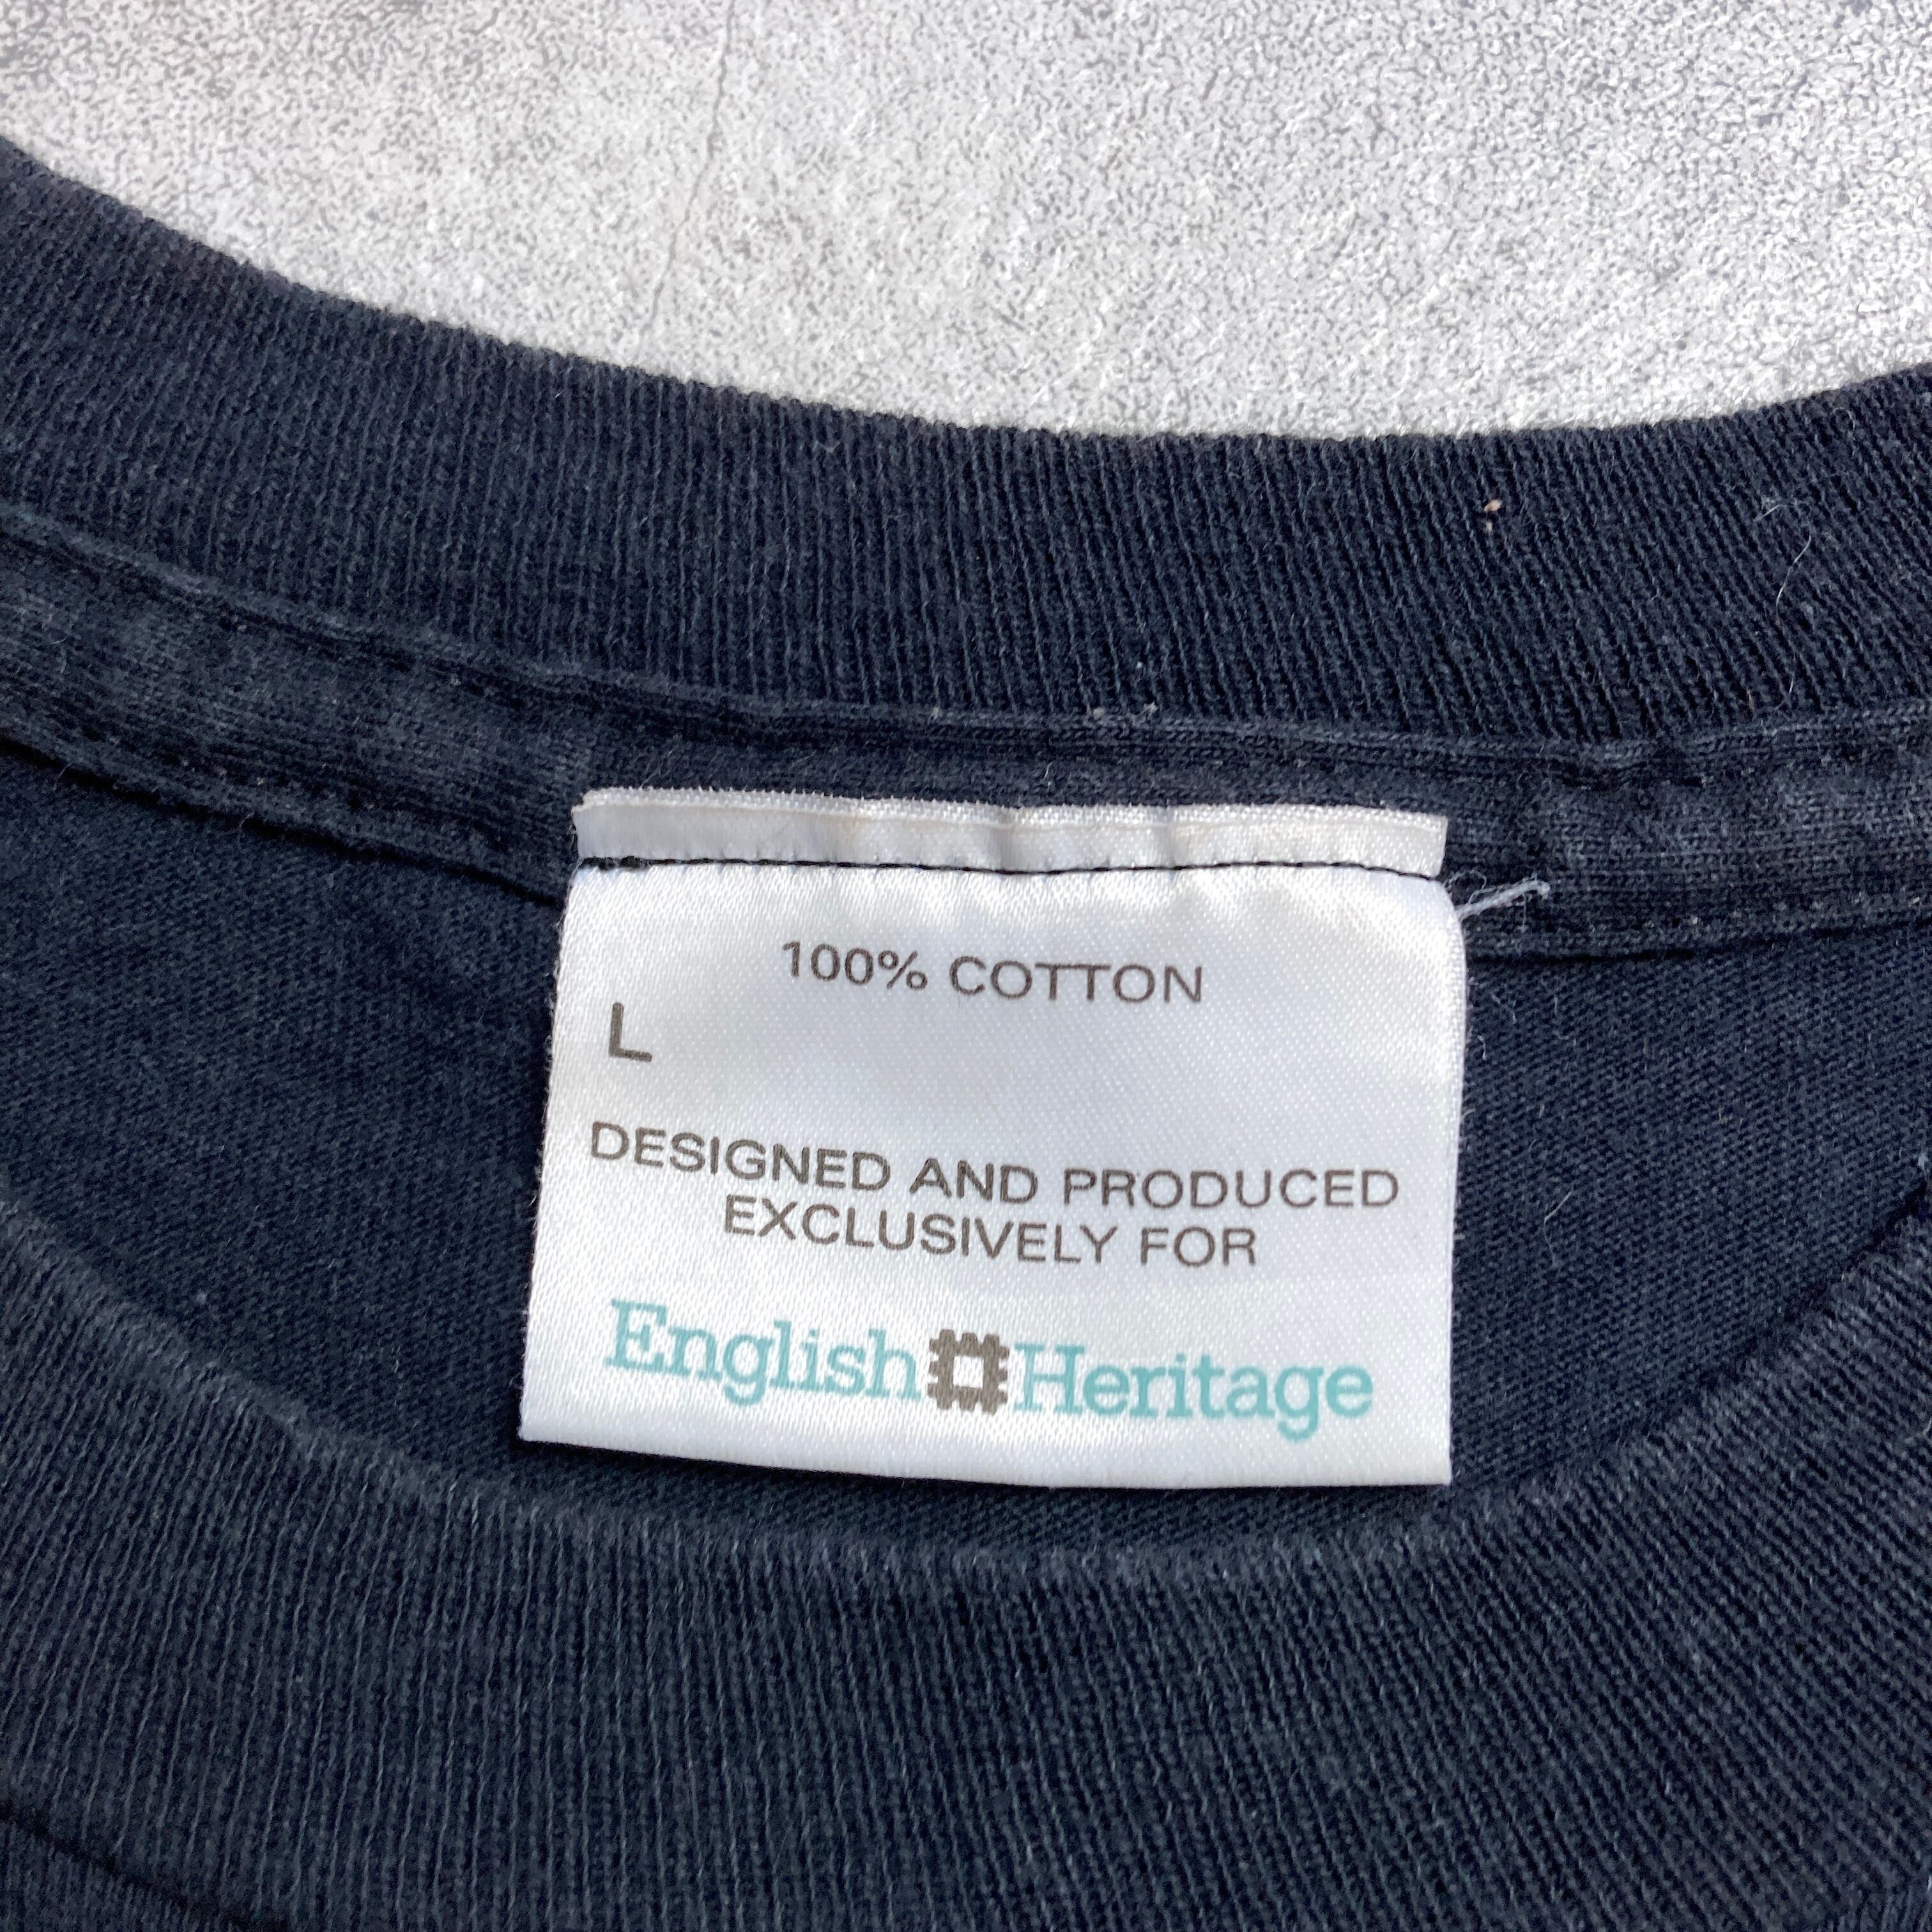 100% COTTON
L
DESIGNED AND PRODUCED
EXCLUSIVELY FOR
English Heritage